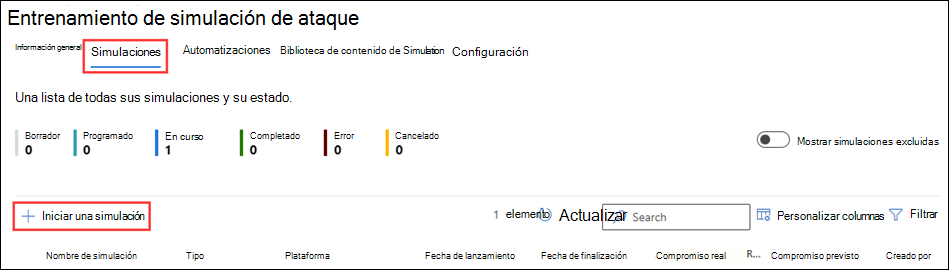 Entrenamiento de simulación de ataque
Información general Simulaciones Automatizaciones Biblioteca de contenido de Simulation Configuración
Una lista de todas sus simulaciones y su estado.
Borrador Programado En curso Completado Error Cancelado
0 0 1 0 0 0
Mostrar simulaciones excluidas
Iniciar una simulación 1 elemento Actualizar Search Personalizar columnas Filtrar
Nombre de simulación Tipo Plataforma Fecha de lanzamiento Fecha de finalización Compromiso real R... Compromiso previsto Creado por